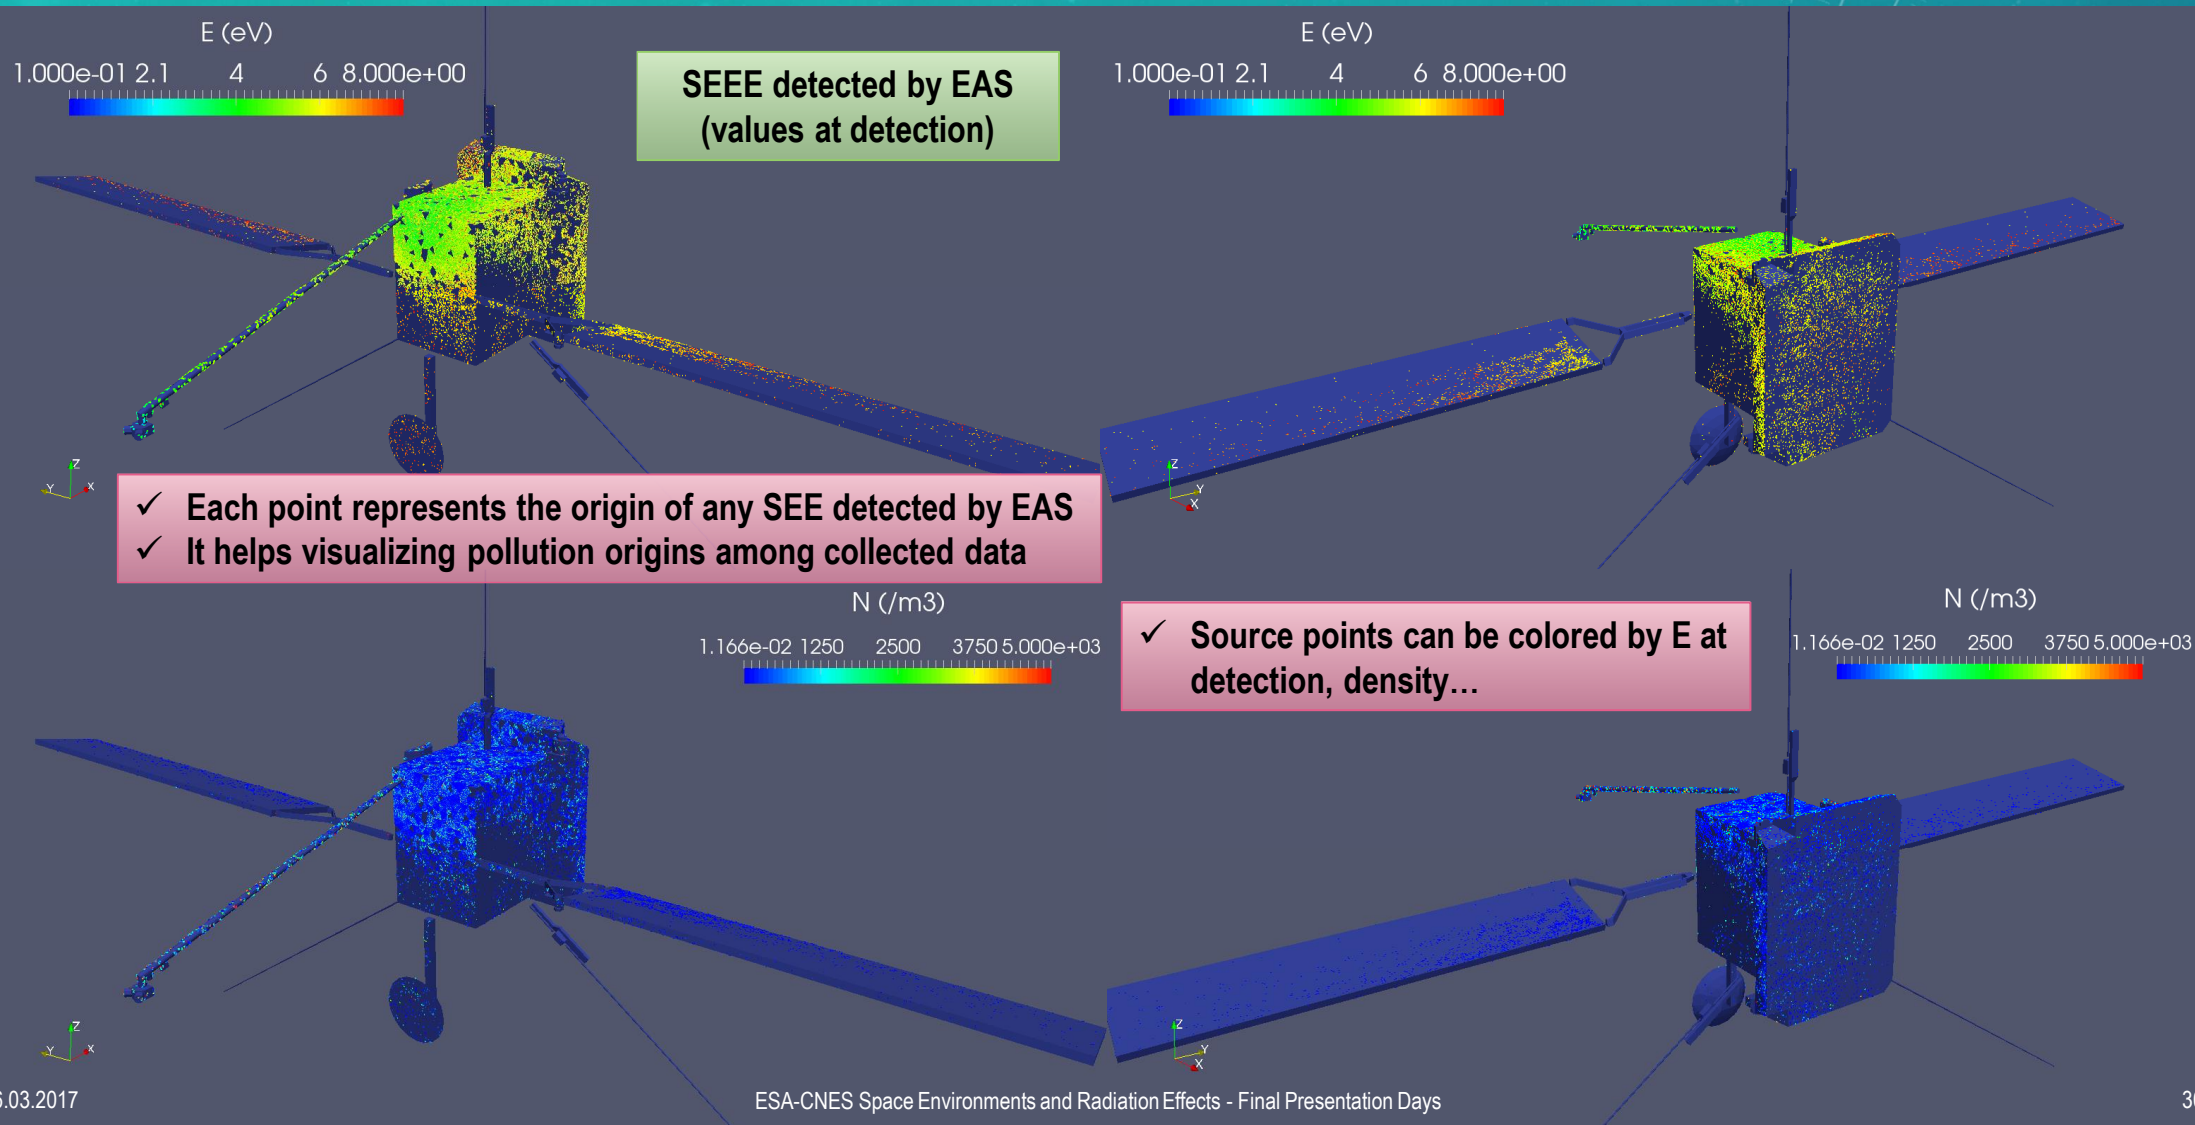 E (eV)
1.000e-01 2.1 4 6 8.000e+00
SEEE detected by EAS
(values at detection)
E (eV)
1.000e-01 2.1 4 6 8.000e+00
Z
Y
X
Z
Y
X
✓ Each point represents the origin of any SEE detected by EAS
✓ It helps visualizing pollution origins among collected data
N (/m3)
1.166e-02 1250 2500 3750 5.000e+03
✓ Source points can be colored by E at
detection, density…
N (/m3)
1.166e-02 1250 2500 3750 5.000e+03
Z
Y
X
Z
Y
X
.03.2017
ESA-CNES Space Environments and Radiation Effects - Final Presentation Days